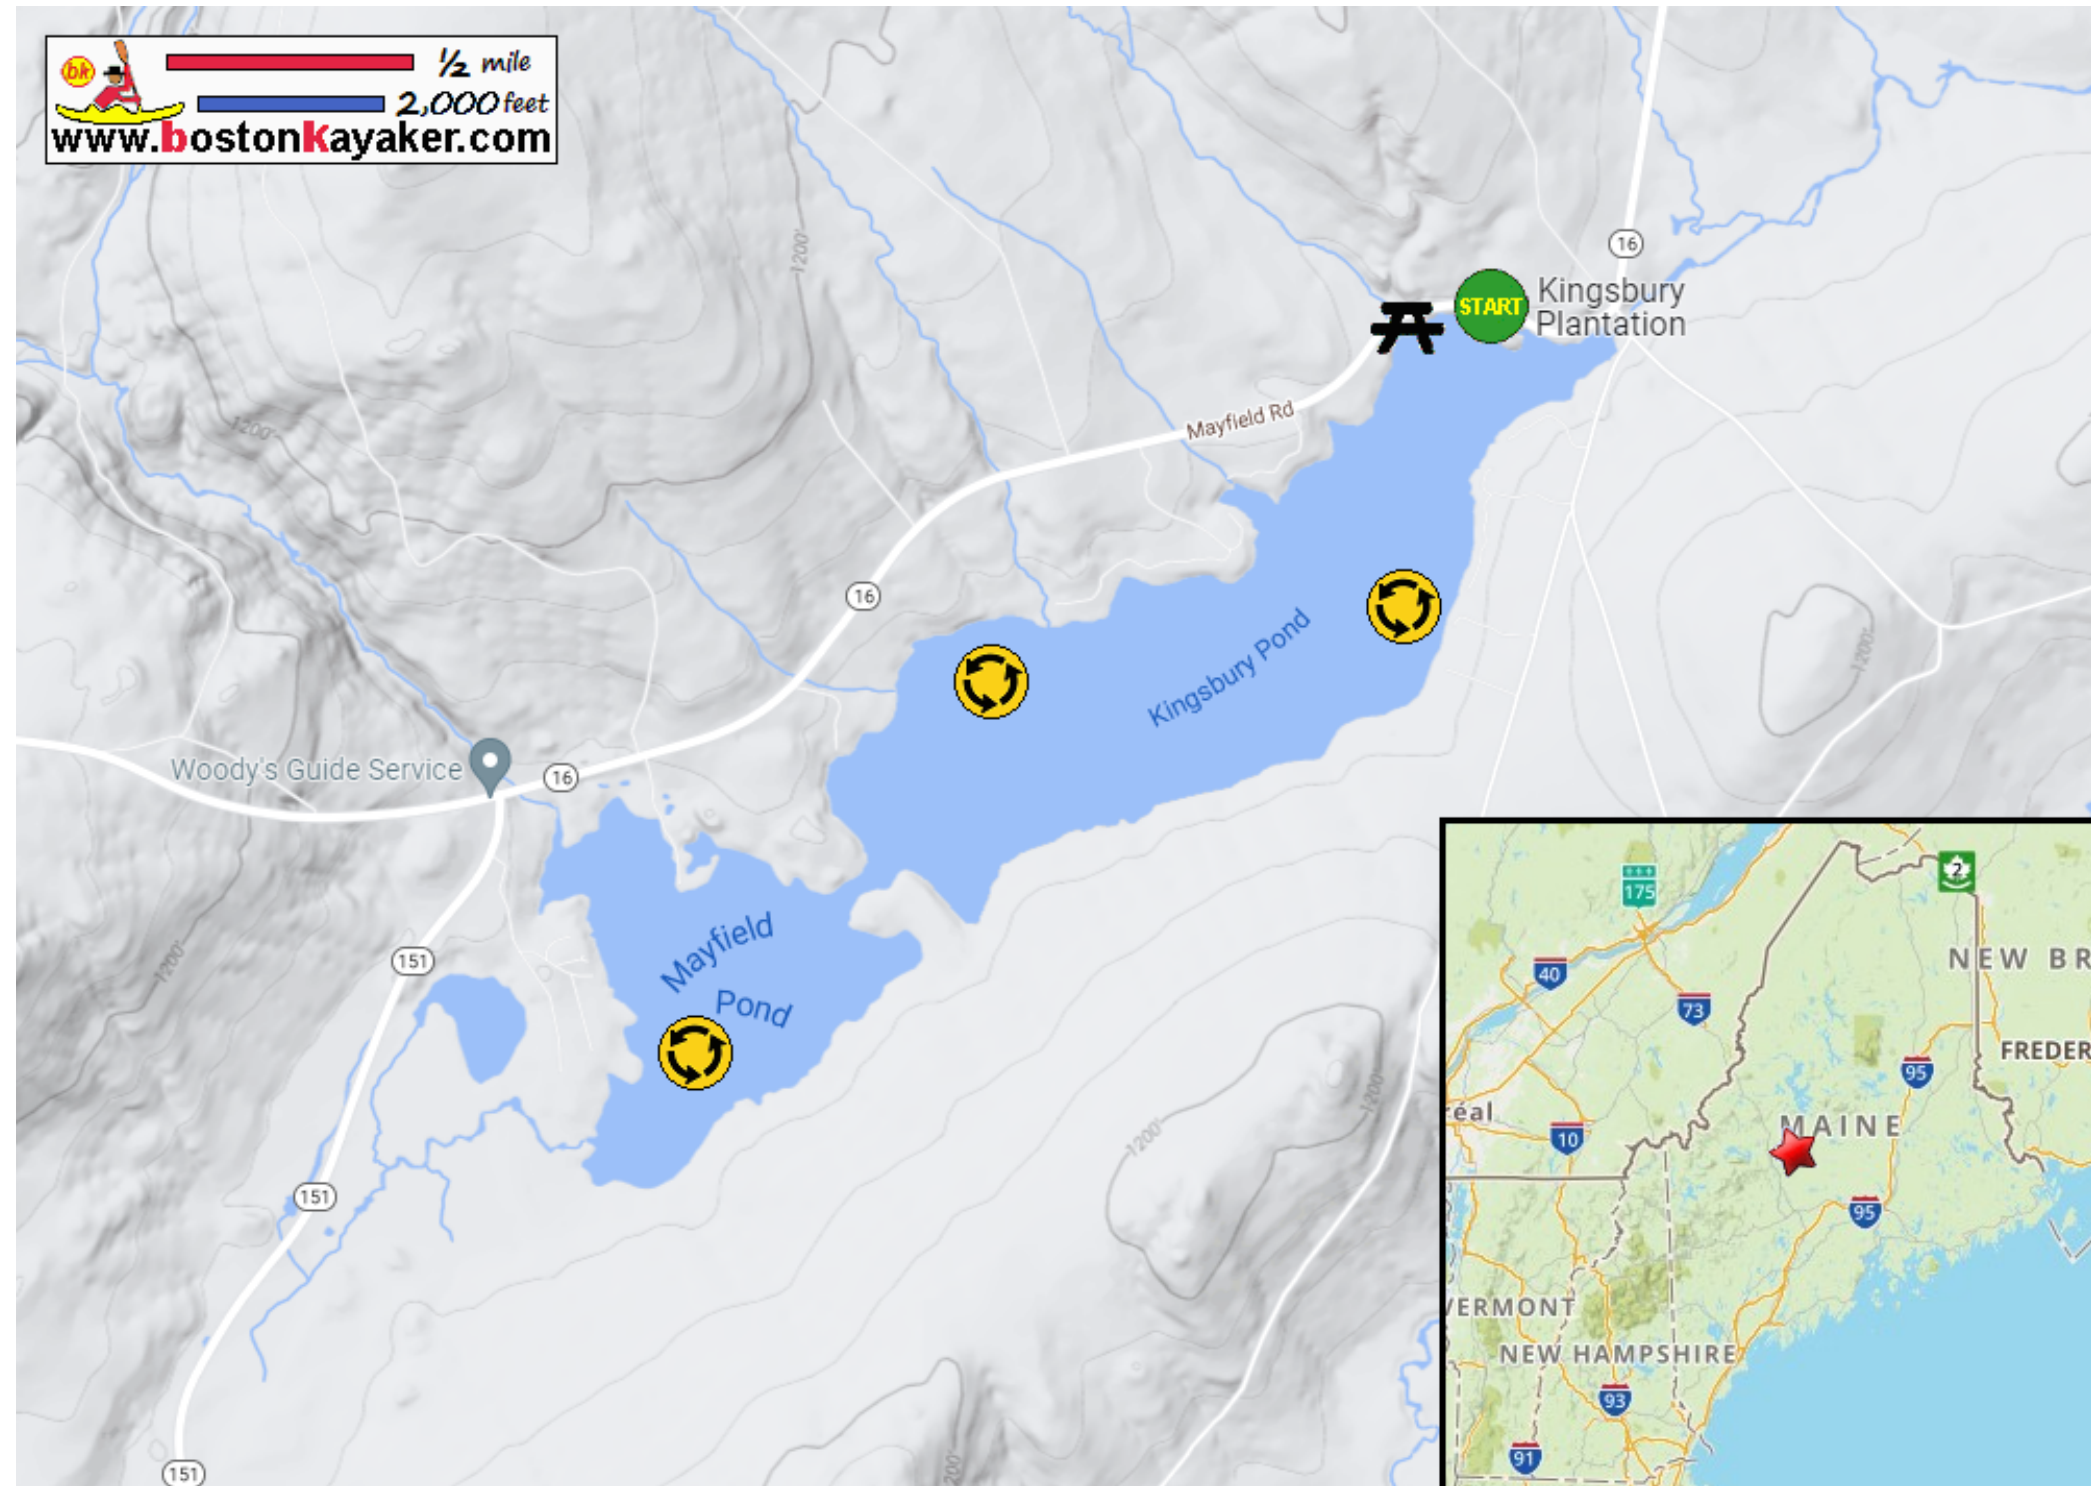 bk
½ mile
2,000 feet
www.bostonkayaker.com
1200'
16
START
Kingsbury
Plantation
Mayfield Rd
1200'
16
Kingsbury Pond
1200'
Woody's Guide Service
16
Mayfield
Pond
151
1200'
1200'
1200'
151
151
2
175
NEW BR
40
73
FREDER
95
réal
MAINE
10
95
VERMONT
NEW HAMPSHIRE
93
91